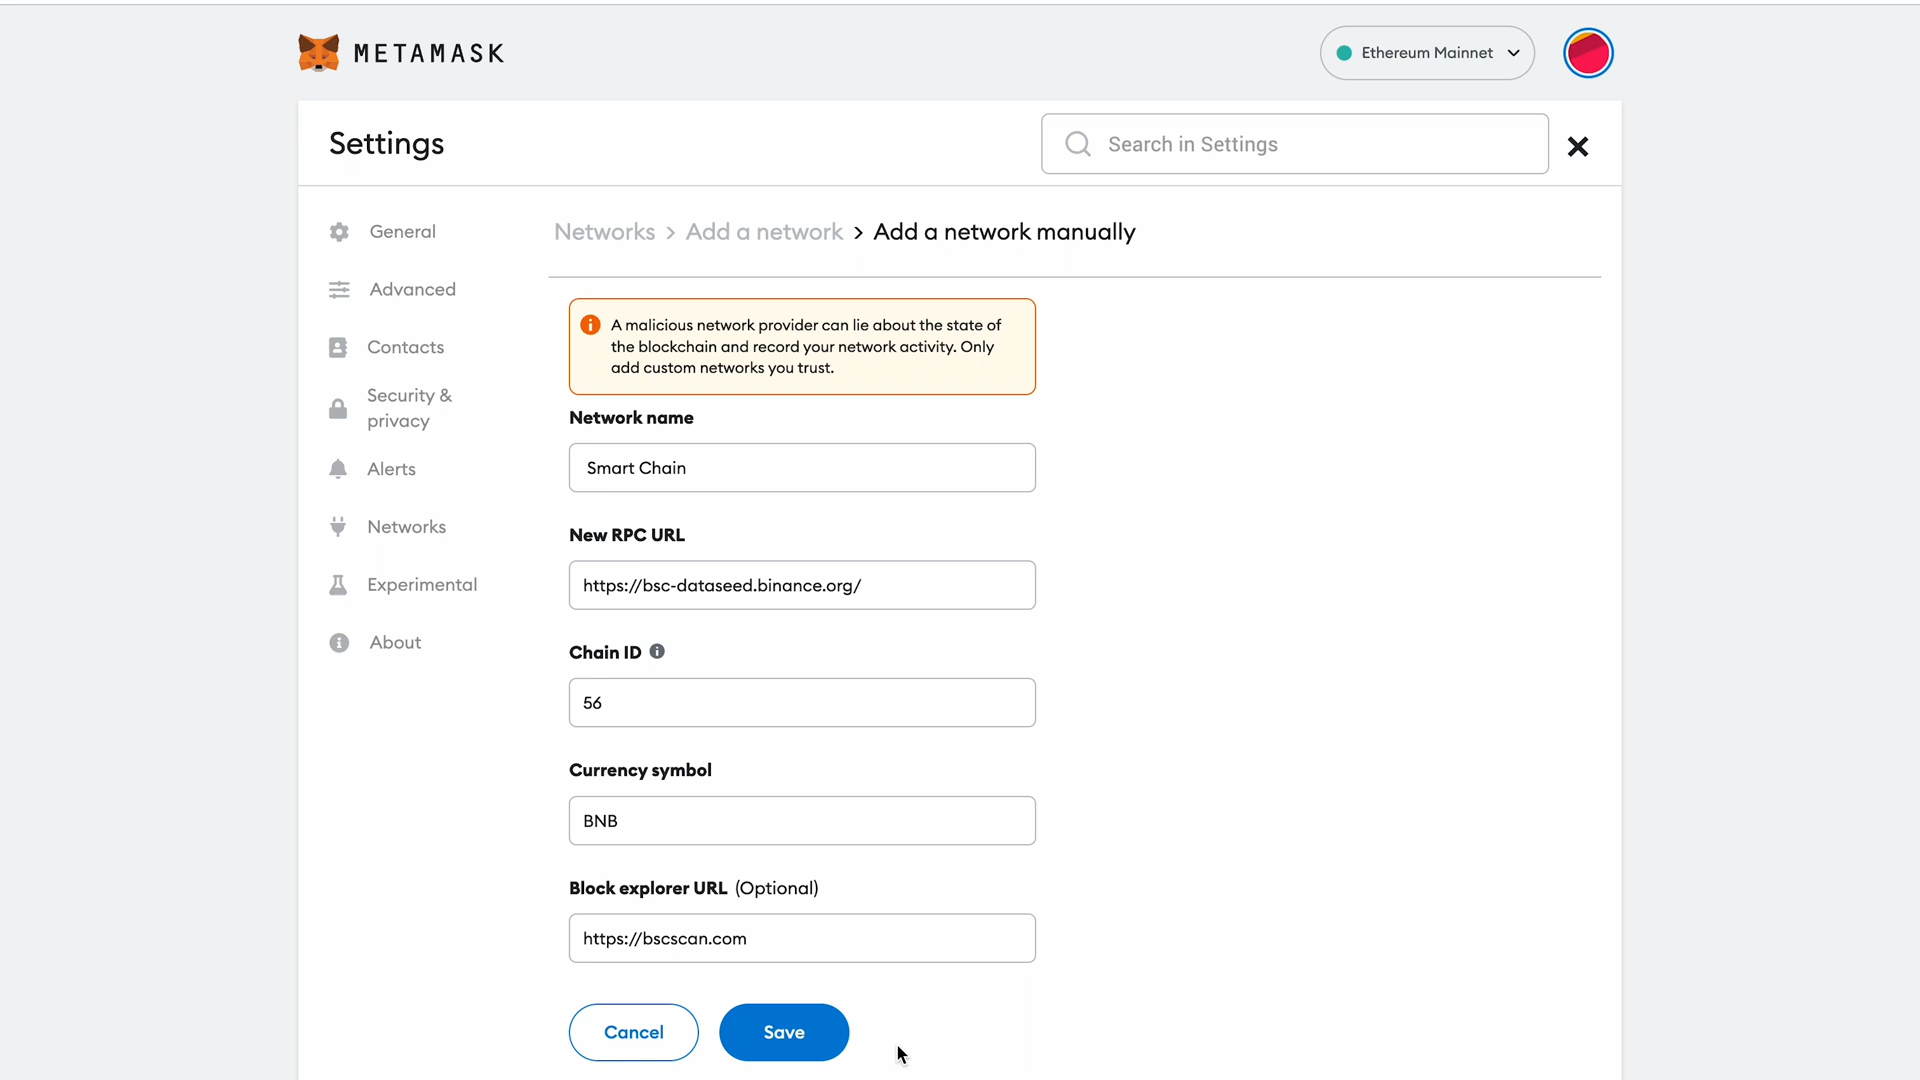 METAMASK
Ethereum Mainnet
Settings
Search in Settings
General
Advanced
Contacts
Security &
privacy
Alerts
Networks
Experimental
About
Networks > Add a network > Add a network manually
A malicious network provider can lie about the state of
the blockchain and record your network activity. Only
add custom networks you trust.
Network name
Smart Chain
New RPC URL
https://bsc-dataseed.binance.org/
Chain ID
56
Currency symbol
BNB
Block explorer URL (Optional)
https://bscscan.com
Cancel
Save